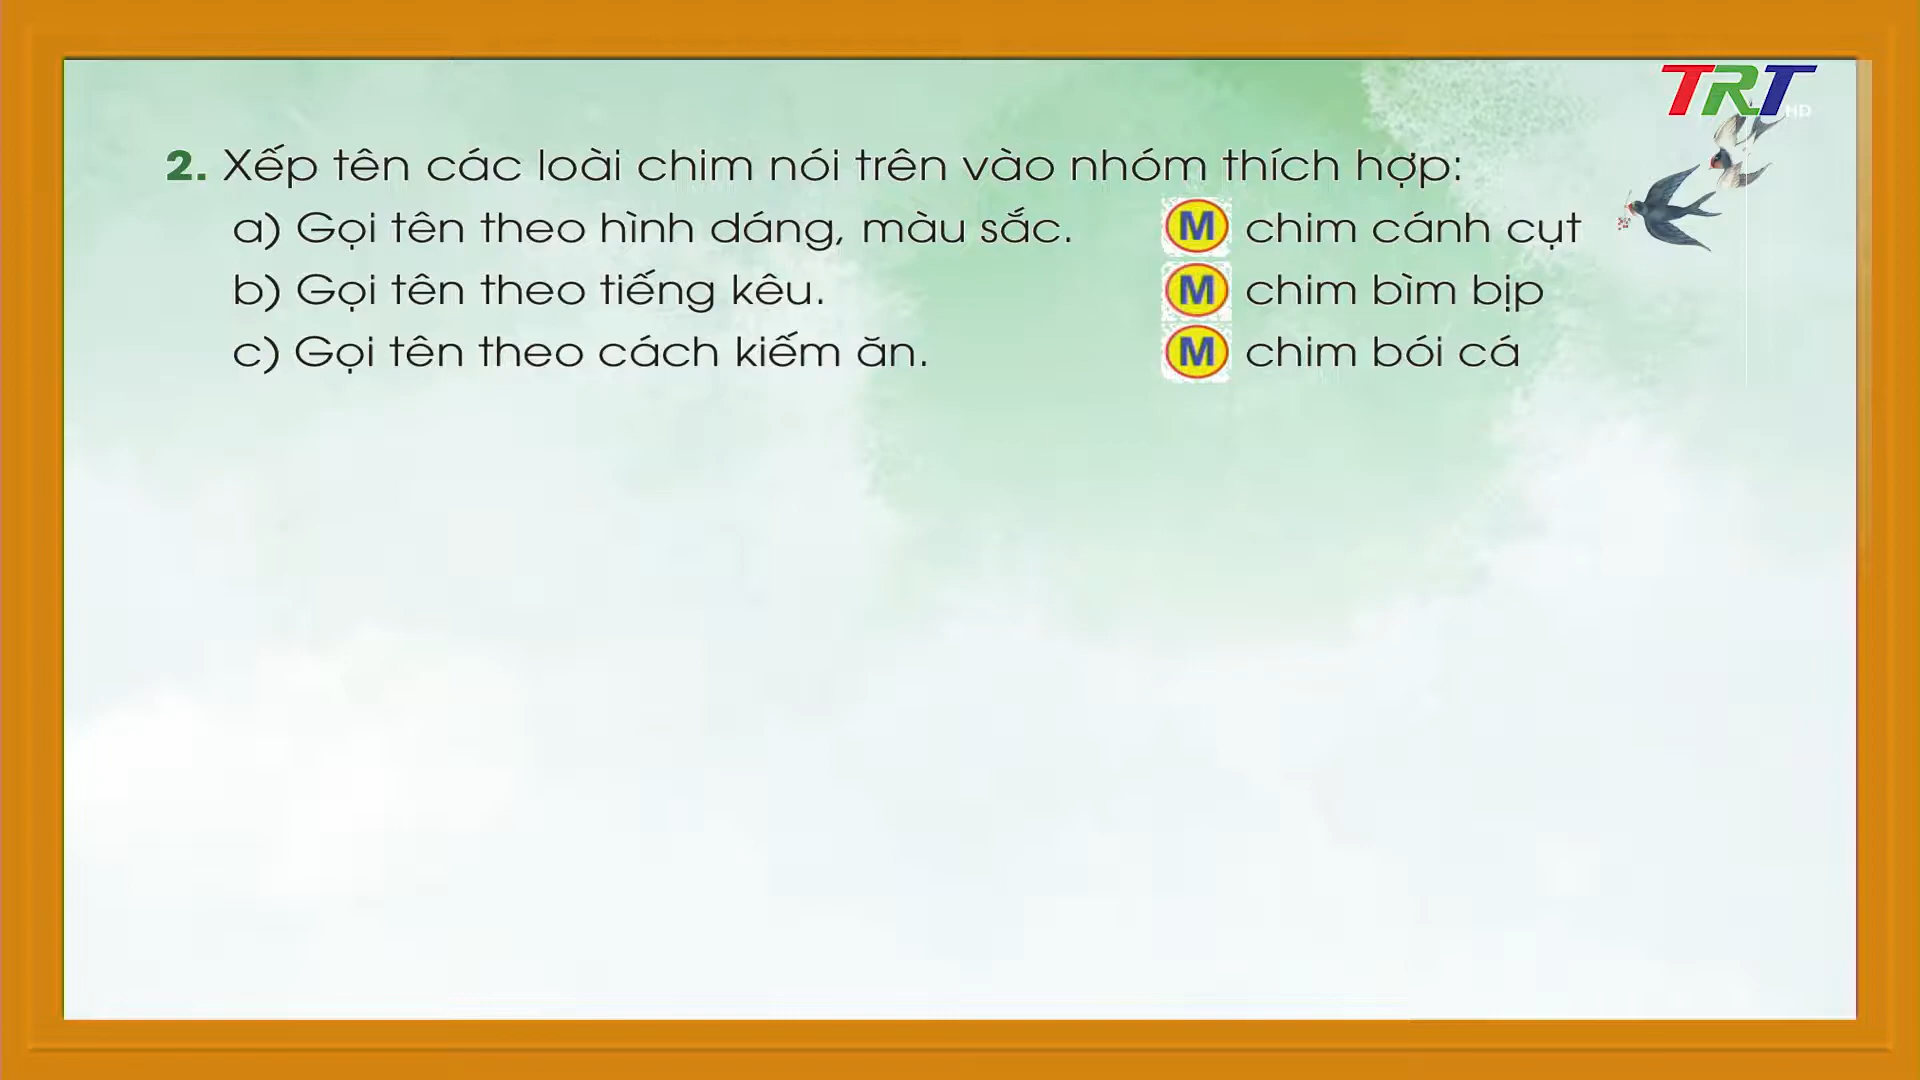 TRT
HD
2. Xếp tên các loài chim nói trên vào nhóm thích hợp:
a) Gọi tên theo hình dáng, màu sắc. M chim cánh cụt
b) Gọi tên theo tiếng kêu. M chim bìm bịp
c) Gọi tên theo cách kiếm ăn. M chim bói cá